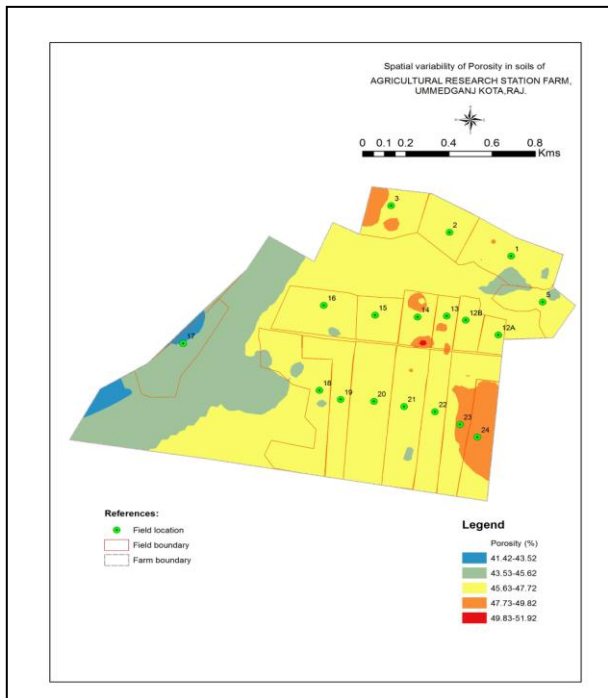 Spatial variability of Porosity in soils of
AGRICULTURAL RESEARCH STATION FARM,
UMMEDGANJ KOTA,RAJ.
0 0.1 0.2 0.4 0.6 0.8
Kms
3
2
1
5
16
15
14
13
12B
12A
17
18
19
20
21
22
23
24
References:
Field location
Field boundary
Farm boundary
Legend
Porosity (%)
41.42-43.52
43.53-45.62
45.63-47.72
47.73-49.82
49.83-51.92